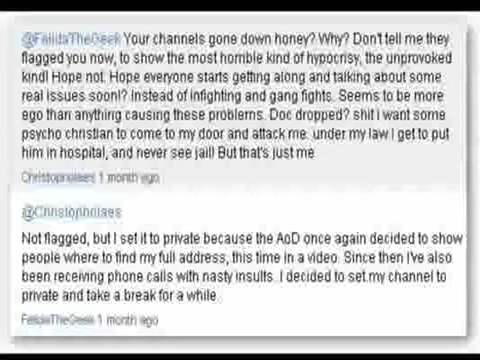 @FelidaTheGeek Your channels gone down honey? Why? Don't tell me they
flagged you now, to show the most horrible kind of hypocrisy, the unprovoked
kind! Hope not. Hope everyone starts getting along and talking about some
real issues soon!? Instead of infighting and gang fights. Seems to be more
ego than anything causing these problems. Doc dropped? shit I want some
psycho christian to come to my door and attack me. under my law I get to put
him in hospital, and never see jail! But that's just me.
Christopholaes 1 month ago
@Christopholaes
Not flagged, but I set it to private because the AoD once again decided to show
people where to find my full address, this time in a video. Since then I've also
been receiving phone calls with nasty insults. I decided to set my channel to
private and take a break for a while.
FelidaTheGeek 1 month ago